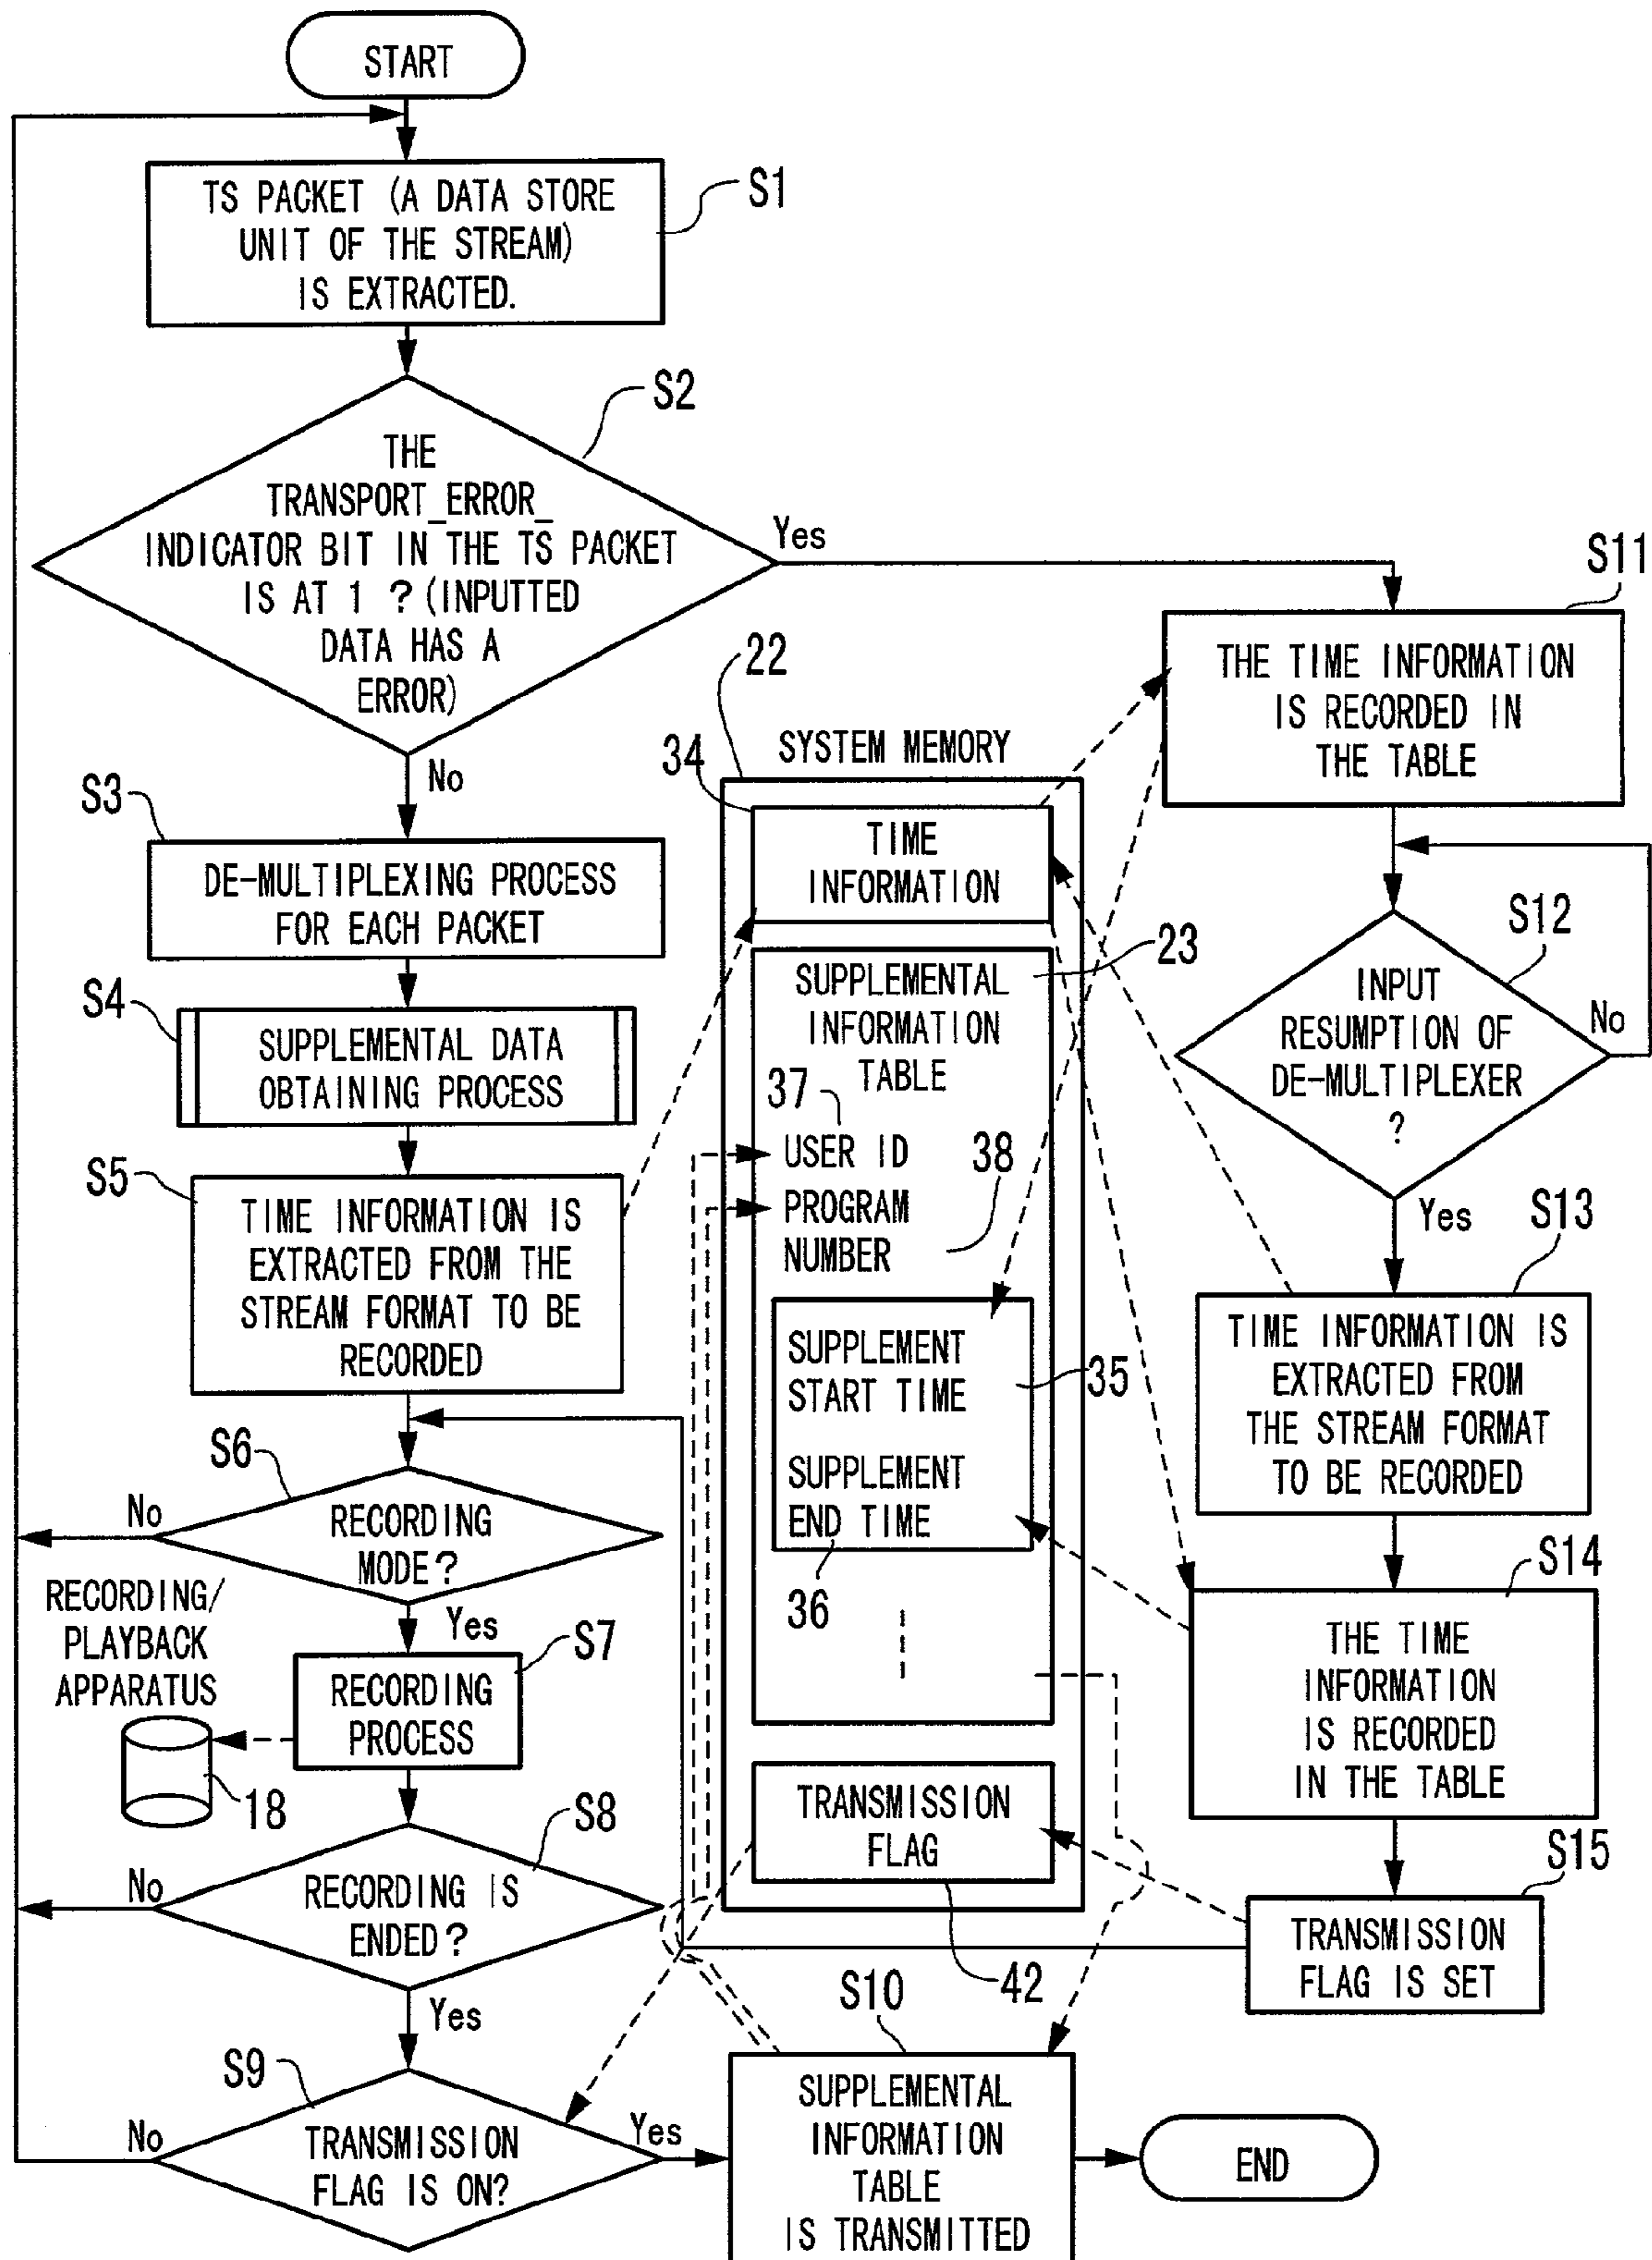 START
TS PACKET (A DATA STORE
UNIT OF THE STREAM)
IS EXTRACTED.
S1
S2
THE
TRANSPORT_ERROR_
INDICATOR BIT IN THE TS PACKET
IS AT 1 ? (INPUTTED
DATA HAS A
ERROR)
Yes
No
S3
DE-MULTIPLEXING PROCESS
FOR EACH PACKET
S4
SUPPLEMENTAL DATA
OBTAINING PROCESS
S5
TIME INFORMATION IS
EXTRACTED FROM THE
STREAM FORMAT TO BE
RECORDED
S6
No
RECORDING
MODE?
Yes
RECORDING/
PLAYBACK
APPARATUS
18
S7
RECORDING
PROCESS
S8
No
RECORDING IS
ENDED?
Yes
S9
No
TRANSMISSION
FLAG IS ON?
Yes
S10
SUPPLEMENTAL
INFORMATION
TABLE
IS TRANSMITTED
END
22
SYSTEM MEMORY
34
TIME
INFORMATION
23
SUPPLEMENTAL
INFORMATION
TABLE
37
USER ID
38
PROGRAM
NUMBER
SUPPLEMENT
START TIME
35
SUPPLEMENT
END TIME
36
TRANSMISSION
FLAG
42
S11
THE TIME INFORMATION
IS RECORDED IN
THE TABLE
S12
INPUT
RESUMPTION OF
DE-MULTIPLEXER
?
No
Yes
S13
TIME INFORMATION IS
EXTRACTED FROM
THE STREAM FORMAT
TO BE RECORDED
S14
THE TIME
INFORMATION
IS RECORDED
IN THE TABLE
S15
TRANSMISSION
FLAG IS SET